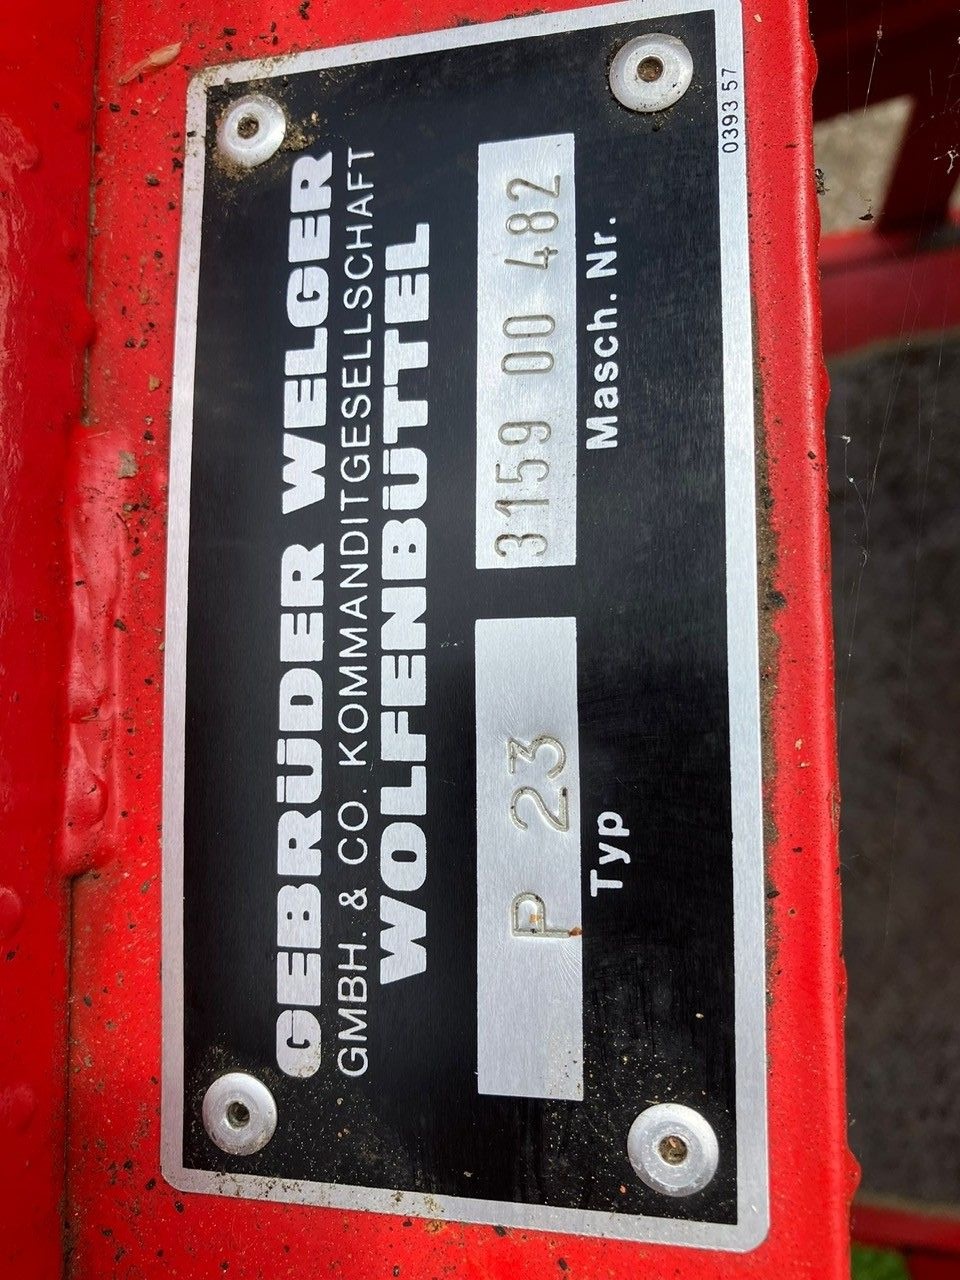 GEBRÜDER WELGER
GMBH. & CO. KOMMANDITGESELLSCHAFT
WOLFENBÜTTEL
P 23 3159 00 482
Typ Masch. Nr.
0393 57